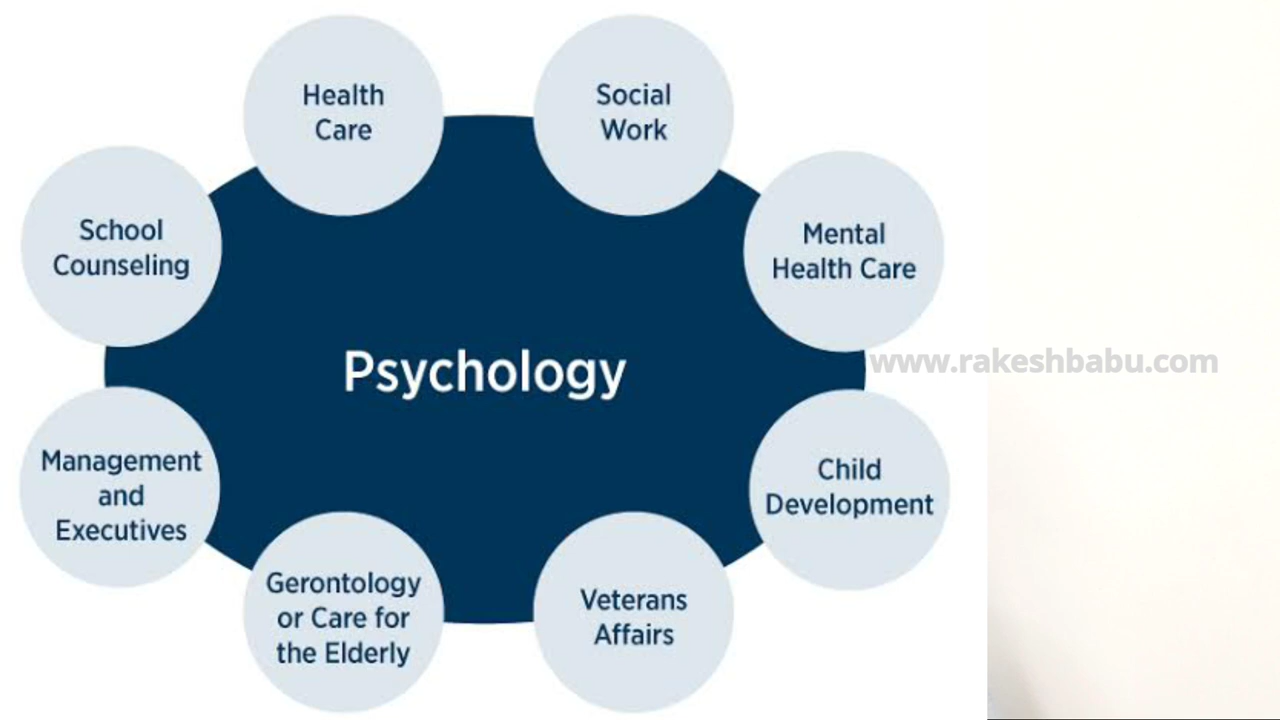 Health
Care
Social
Work
School
Counseling
Mental
Health Care
Psychology
www.rakeshbabu.com
Management
and
Executives
Child
Development
Gerontology
or Care for
the Elderly
Veterans
Affairs